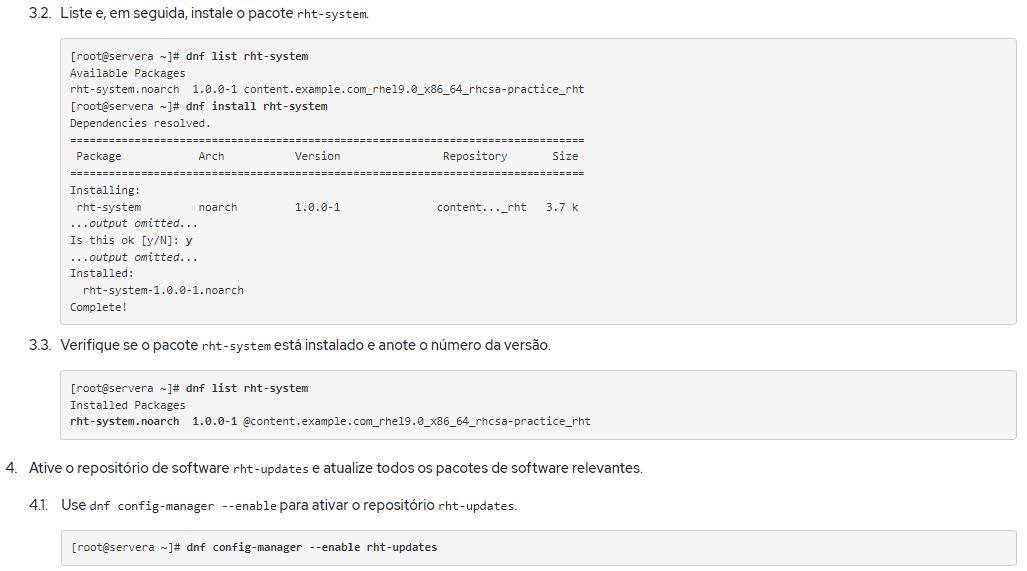 3.2. Liste e, em seguida, instale o pacote rht-system.
[root@servera ~]# dnf list rht-system
Available Packages
rht-system.noarch  1.0.0-1 content.example.com_rhel9.0_x86_64_rhcsa-practice_rht
[root@servera ~]# dnf install rht-system
Dependencies resolved.
================================================================================
 Package            Arch           Version                Repository       Size
================================================================================
Installing:
 rht-system         noarch         1.0.0-1               content..._rht   3.7 k
...output omitted...
Is this ok [y/N]: y
...output omitted...
Installed:
  rht-system-1.0.0-1.noarch
Complete!
3.3. Verifique se o pacote rht-system está instalado e anote o número da versão.
[root@servera ~]# dnf list rht-system
Installed Packages
rht-system.noarch  1.0.0-1 @content.example.com_rhel9.0_x86_64_rhcsa-practice_rht
4. Ative o repositório de software rht-updates e atualize todos os pacotes de software relevantes.
4.1. Use dnf config-manager --enable para ativar o repositório rht-updates.
[root@servera ~]# dnf config-manager --enable rht-updates